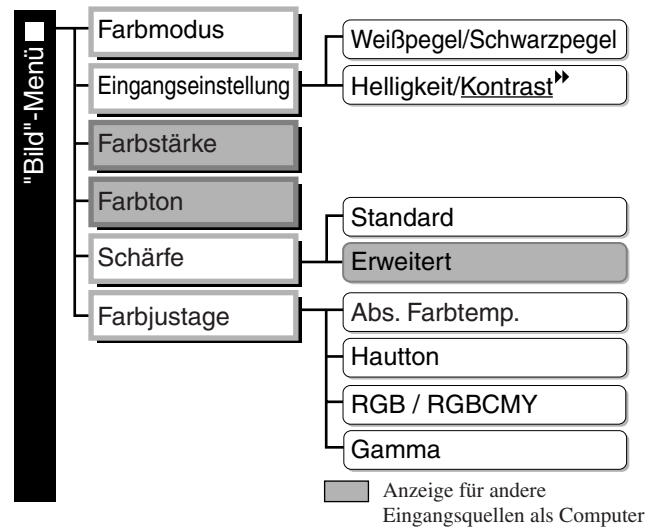 "Bild"-Menü
Farbmodus
Eingangseinstellung
Weißpegel/Schwarzpegel
Helligkeit/Kontrast
Farbstärke
Farbton
Schärfe
Standard
Erweitert
Farbjustage
Abs. Farbtemp.
Hautton
RGB / RGBCMY
Gamma
Anzeige für andere
Eingangsquellen als Computer